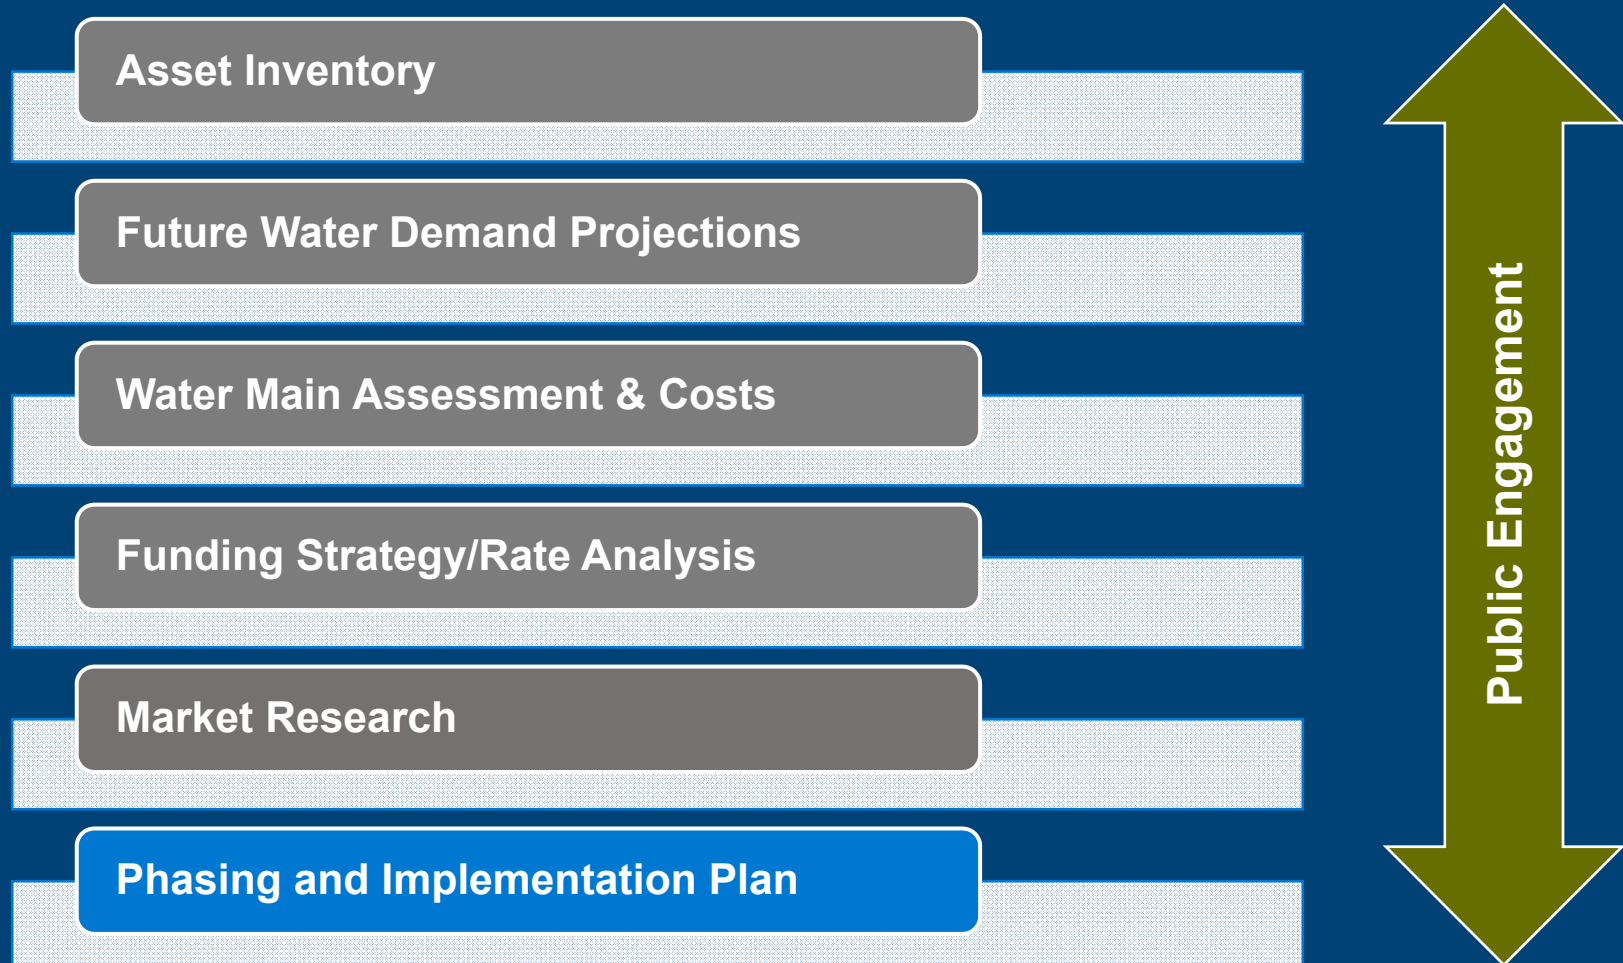 Asset Inventory
Future Water Demand Projections
Water Main Assessment & Costs
Funding Strategy/Rate Analysis
Market Research
Phasing and Implementation Plan
Public Engagement